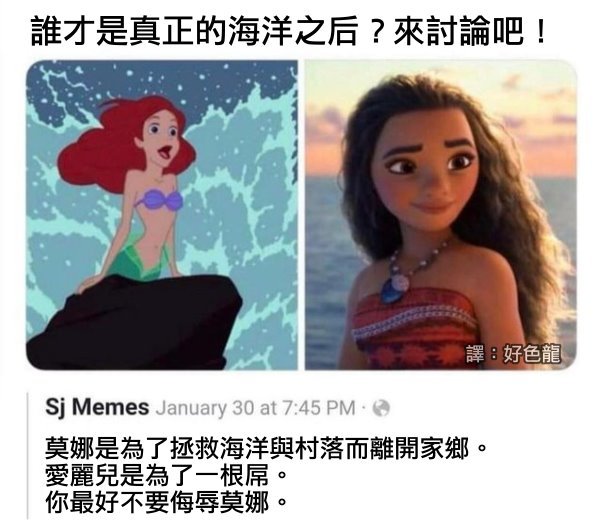 誰才是真正的海洋之后？來討論吧！
譯：好色龍
Sj Memes January 30 at 7:45 PM ·
莫娜是為了拯救海洋與村落而離開家鄉。
愛麗兒是為了一根屌。
你最好不要侮辱莫娜。